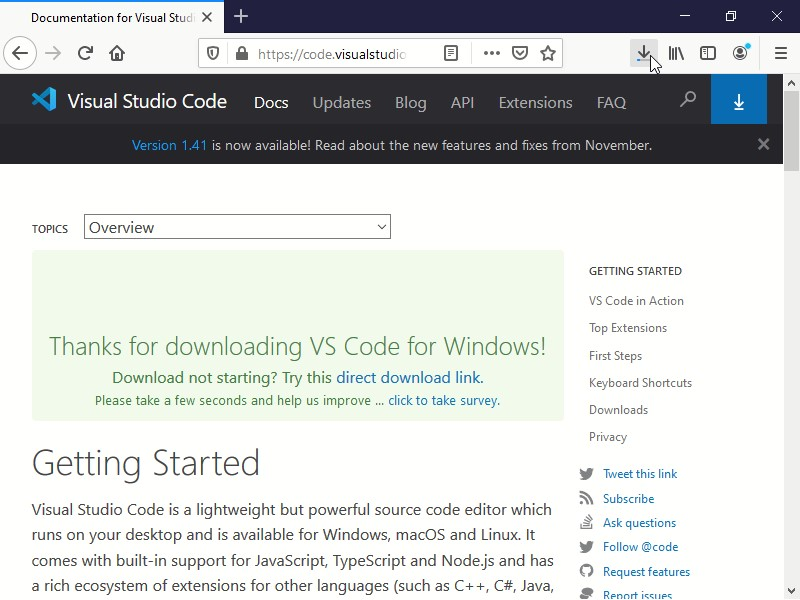 Documentation for Visual Studi
https://code.visualstudio
Visual Studio Code
Docs
Updates
Blog
API
Extensions
FAQ
Version 1.41 is now available! Read about the new features and fixes from November.
TOPICS
Overview
Thanks for downloading VS Code for Windows!
Download not starting? Try this direct download link.
Please take a few seconds and help us improve ... click to take survey.
Getting Started
Visual Studio Code is a lightweight but powerful source code editor which
runs on your desktop and is available for Windows, macOS and Linux. It
comes with built-in support for JavaScript, TypeScript and Node.js and has
a rich ecosystem of extensions for other languages (such as C++, C#, Java,
GETTING STARTED
VS Code in Action
Top Extensions
First Steps
Keyboard Shortcuts
Downloads
Privacy
Tweet this link
Subscribe
Ask questions
Follow @code
Request features
Report issues